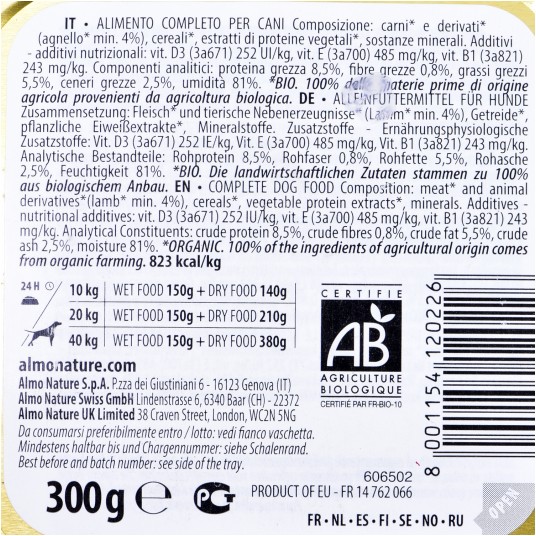 IT • ALIMENTO COMPLETO PER CANI Composizione: carni* e derivati*
(agnello* min. 4%), cereali*, estratti di proteine vegetali*, sostanze minerali. Additivi
- additivi nutrizionali: vit. D3 (3a671) 252 UI/kg, vit. E (3a700) 485 mg/kg, vit. B1 (3a821)
243 mg/kg. Componenti analitici: proteina grezza 8,5%, fibre grezze 0,8%, grassi grezzi
5,5%, ceneri grezze 2,5%, umidità 81%. *BIO. 100% prime di origine
agricola provenienti da agricoltura biologica. DE • ALLEINFUTTERMITTEL FÜR HUNDE
Zusammensetzung: Fleisch* und tierische Nebenerzeugnisse* (Lamm* min. 4%), Getreide*,
pflanzliche Eiweißextrakte*, Mineralstoffe. Zusatzstoffe - Ernährungsphysiologische
Zusatzstoffe: Vit. D3 (3a671) 252 IE/kg, Vit. E (3a700) 485 mg/kg, Vit. B1 (3a821) 243 mg/kg.
Analytische Bestandteile: Rohprotein 8,5%, Rohfaser 0,8%, Rohfette 5,5%, Rohasche
2,5%, Feuchtigkeit 81%. *BIO. Die landwirtschaftlichen Zutaten stammen zu 100%
aus biologischem Anbau. EN • COMPLETE DOG FOOD Composition: meat* and animal
derivatives*(lamb* min. 4%), cereals*, vegetable protein extracts*, minerals. Additives -
nutritional additives: vit. D3 (3a671) 252 IU/kg, vit. E (3a700) 485 mg/kg, vit. B1 (3a821) 243
mg/kg. Analytical Constituents: crude protein 8,5%, crude fibres 0,8%, crude fat 5,5%, crude
ash 2,5%, moisture 81%. *ORGANIC. 100% of the ingredients of agricultural origin comes
from organic farming. 823 kcal/kg
24 H
10 kg WET FOOD 150g + DRY FOOD 140g
20 kg WET FOOD 150g + DRY FOOD 210g
40 kg WET FOOD 150g + DRY FOOD 380g
CERTIFIÉ
AB
AGRICULTURE
BIOLOGIQUE
CERTIFIÉ PAR FR-BIO-10
8 001154 120226
almonature.com
Almo Nature S.p.A. P.zza dei Giustiniani 6 - 16123 Genova (IT)
Almo Nature Swiss GmbH Lindenstrasse 6, 6340 Baar (CH) - 22372
Almo Nature UK Limited 38 Craven Street, London, WC2N 5NG
Da consumarsi preferibilmente entro / lotto: vedi fianco vaschetta.
Mindestens haltbar bis und Chargennummer: siehe Schalenrand.
Best before and batch number: see side of the tray.
606502
300g e PCT PRODUCT OF EU - FR 14 762 066
FR • NL • ES • FI • SE • NO • RU
OPEN